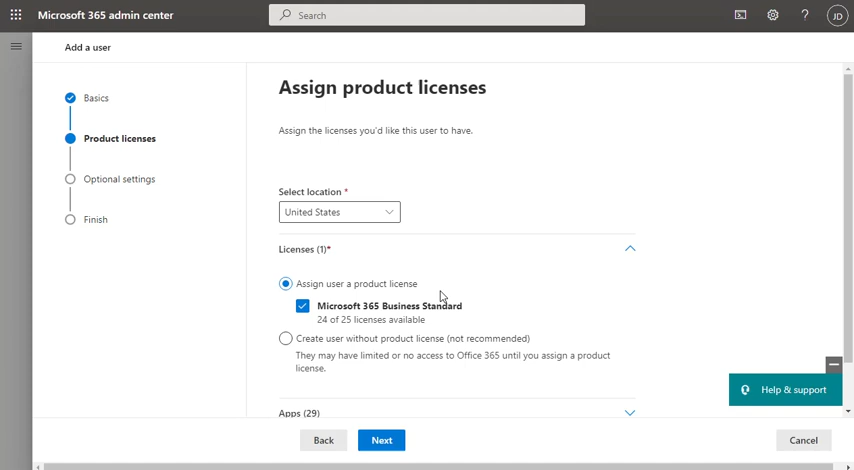 Microsoft 365 admin center
Search
?
JD
Add a user
Basics
Product licenses
Optional settings
Finish
Assign product licenses
Assign the licenses you'd like this user to have.
Select location *
United States
Licenses (1)*
Assign user a product license
Microsoft 365 Business Standard
24 of 25 licenses available
Create user without product license (not recommended)
They may have limited or no access to Office 365 until you assign a product
license.
Apps (29)
Help & support
Back
Next
Cancel